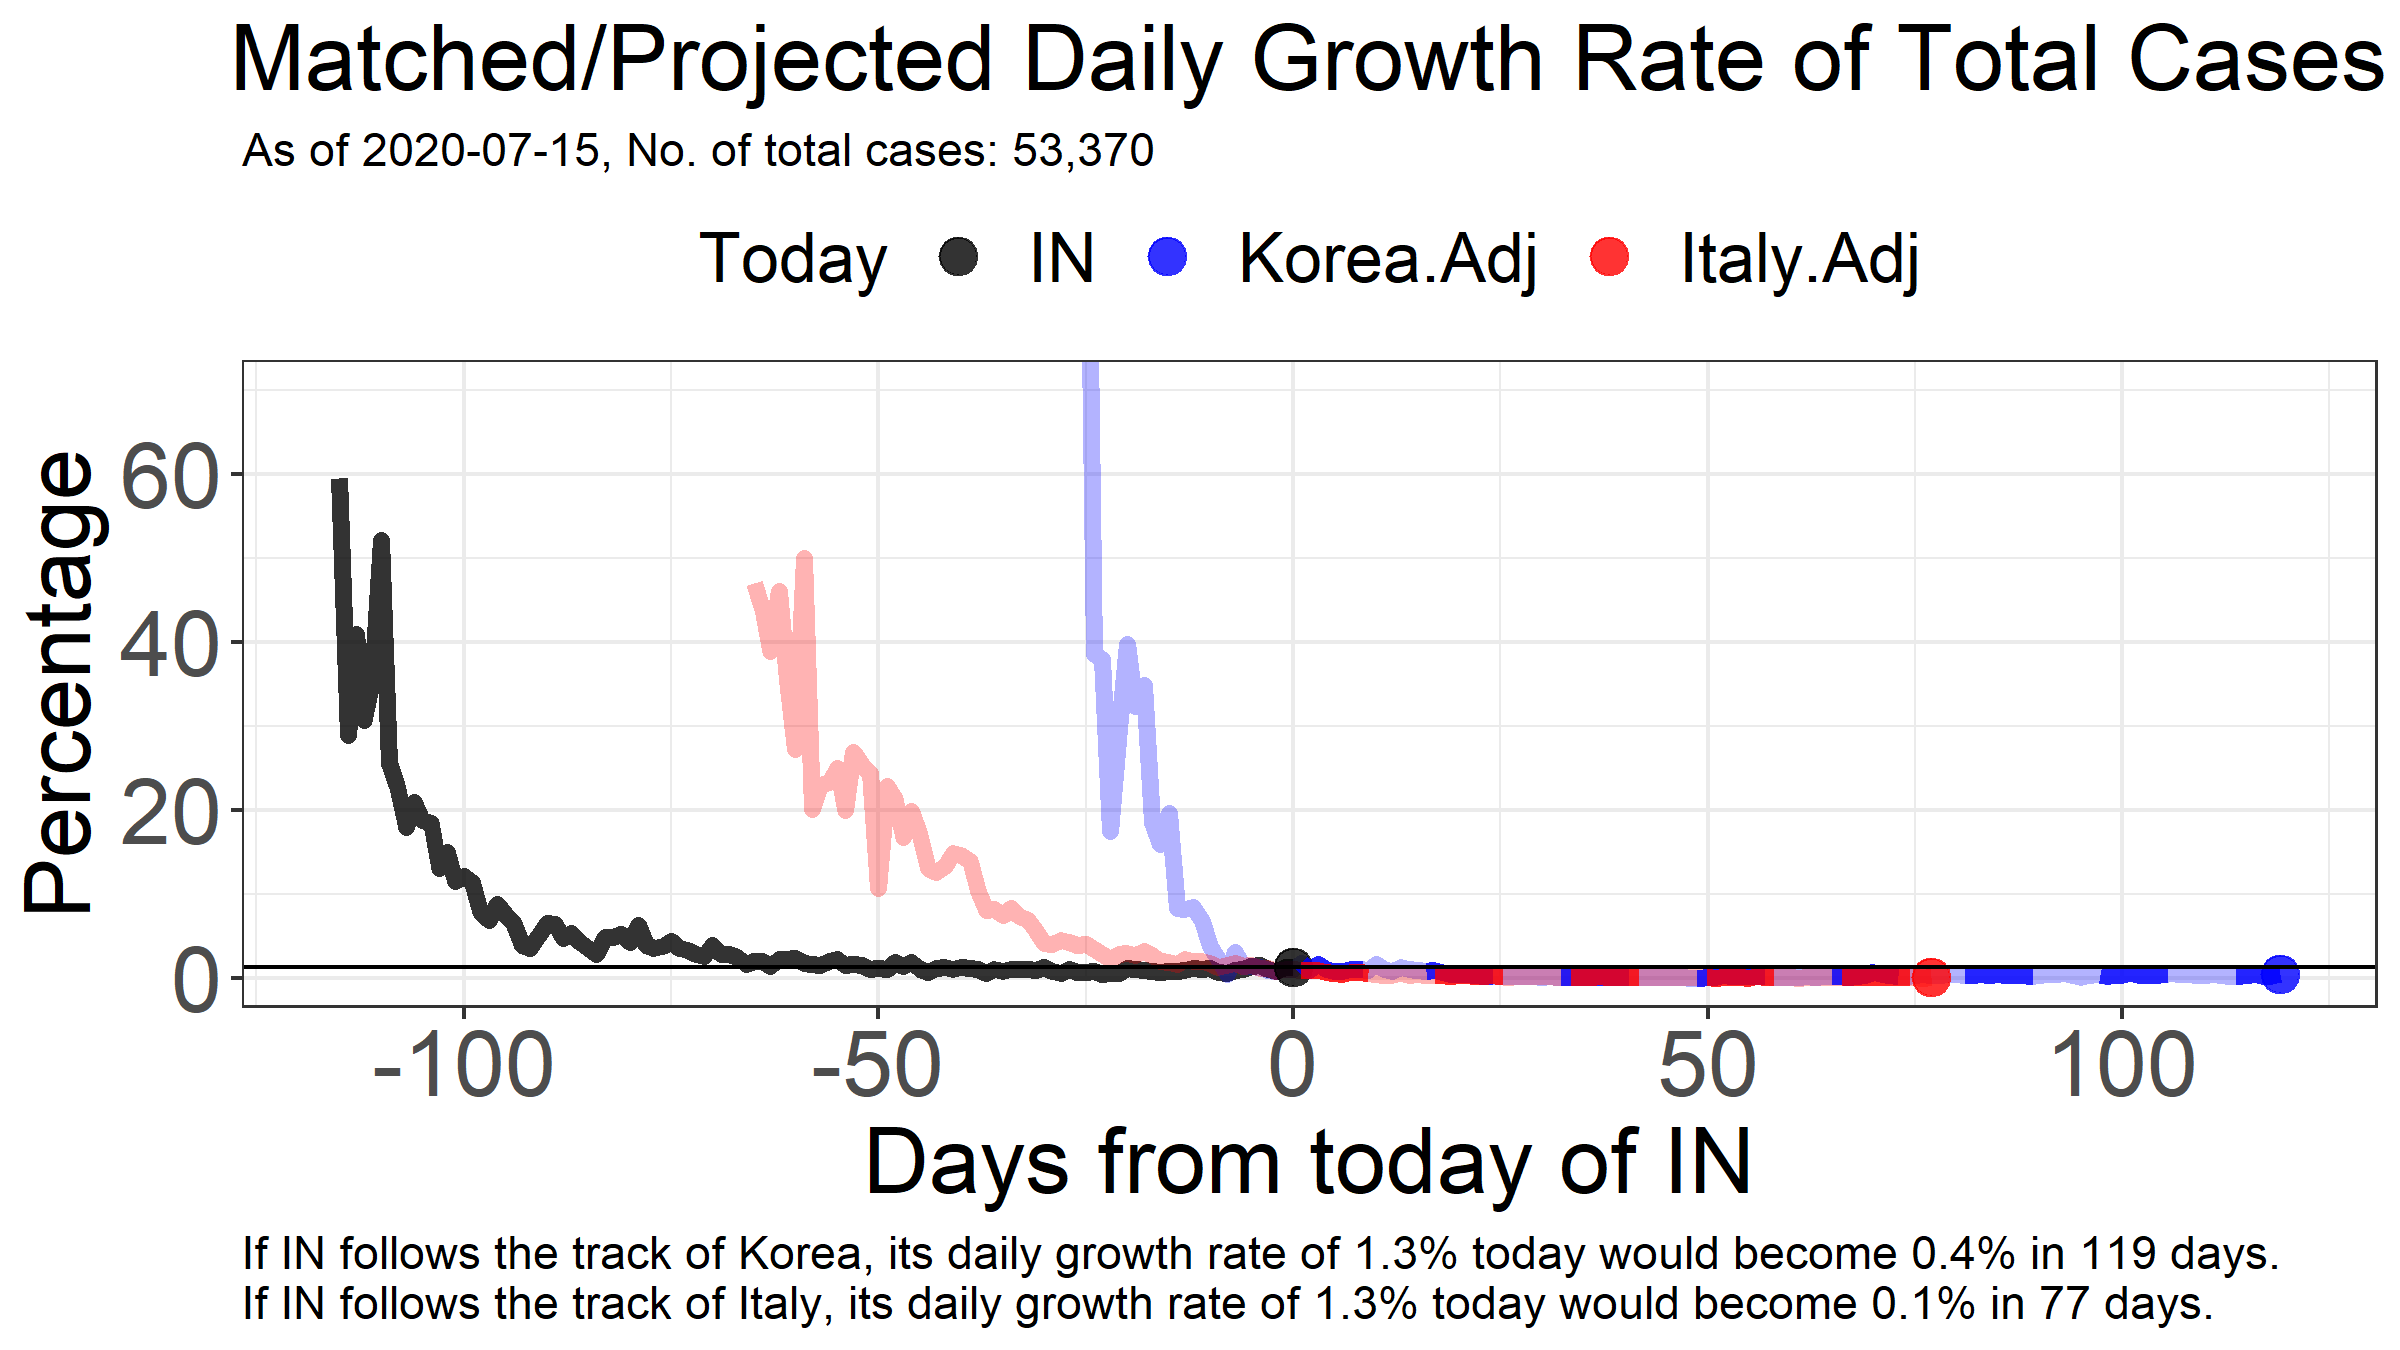 Matched/Projected Daily Growth Rate of Total Cases
As of 2020-07-15, No. of total cases: 53,370
Today IN Korea.Adj Italy.Adj
Percentage
60
40
20
0
-100 -50 0 50 100
Days from today of IN
If IN follows the track of Korea, its daily growth rate of 1.3% today would become 0.4% in 119 days.
If IN follows the track of Italy, its daily growth rate of 1.3% today would become 0.1% in 77 days.